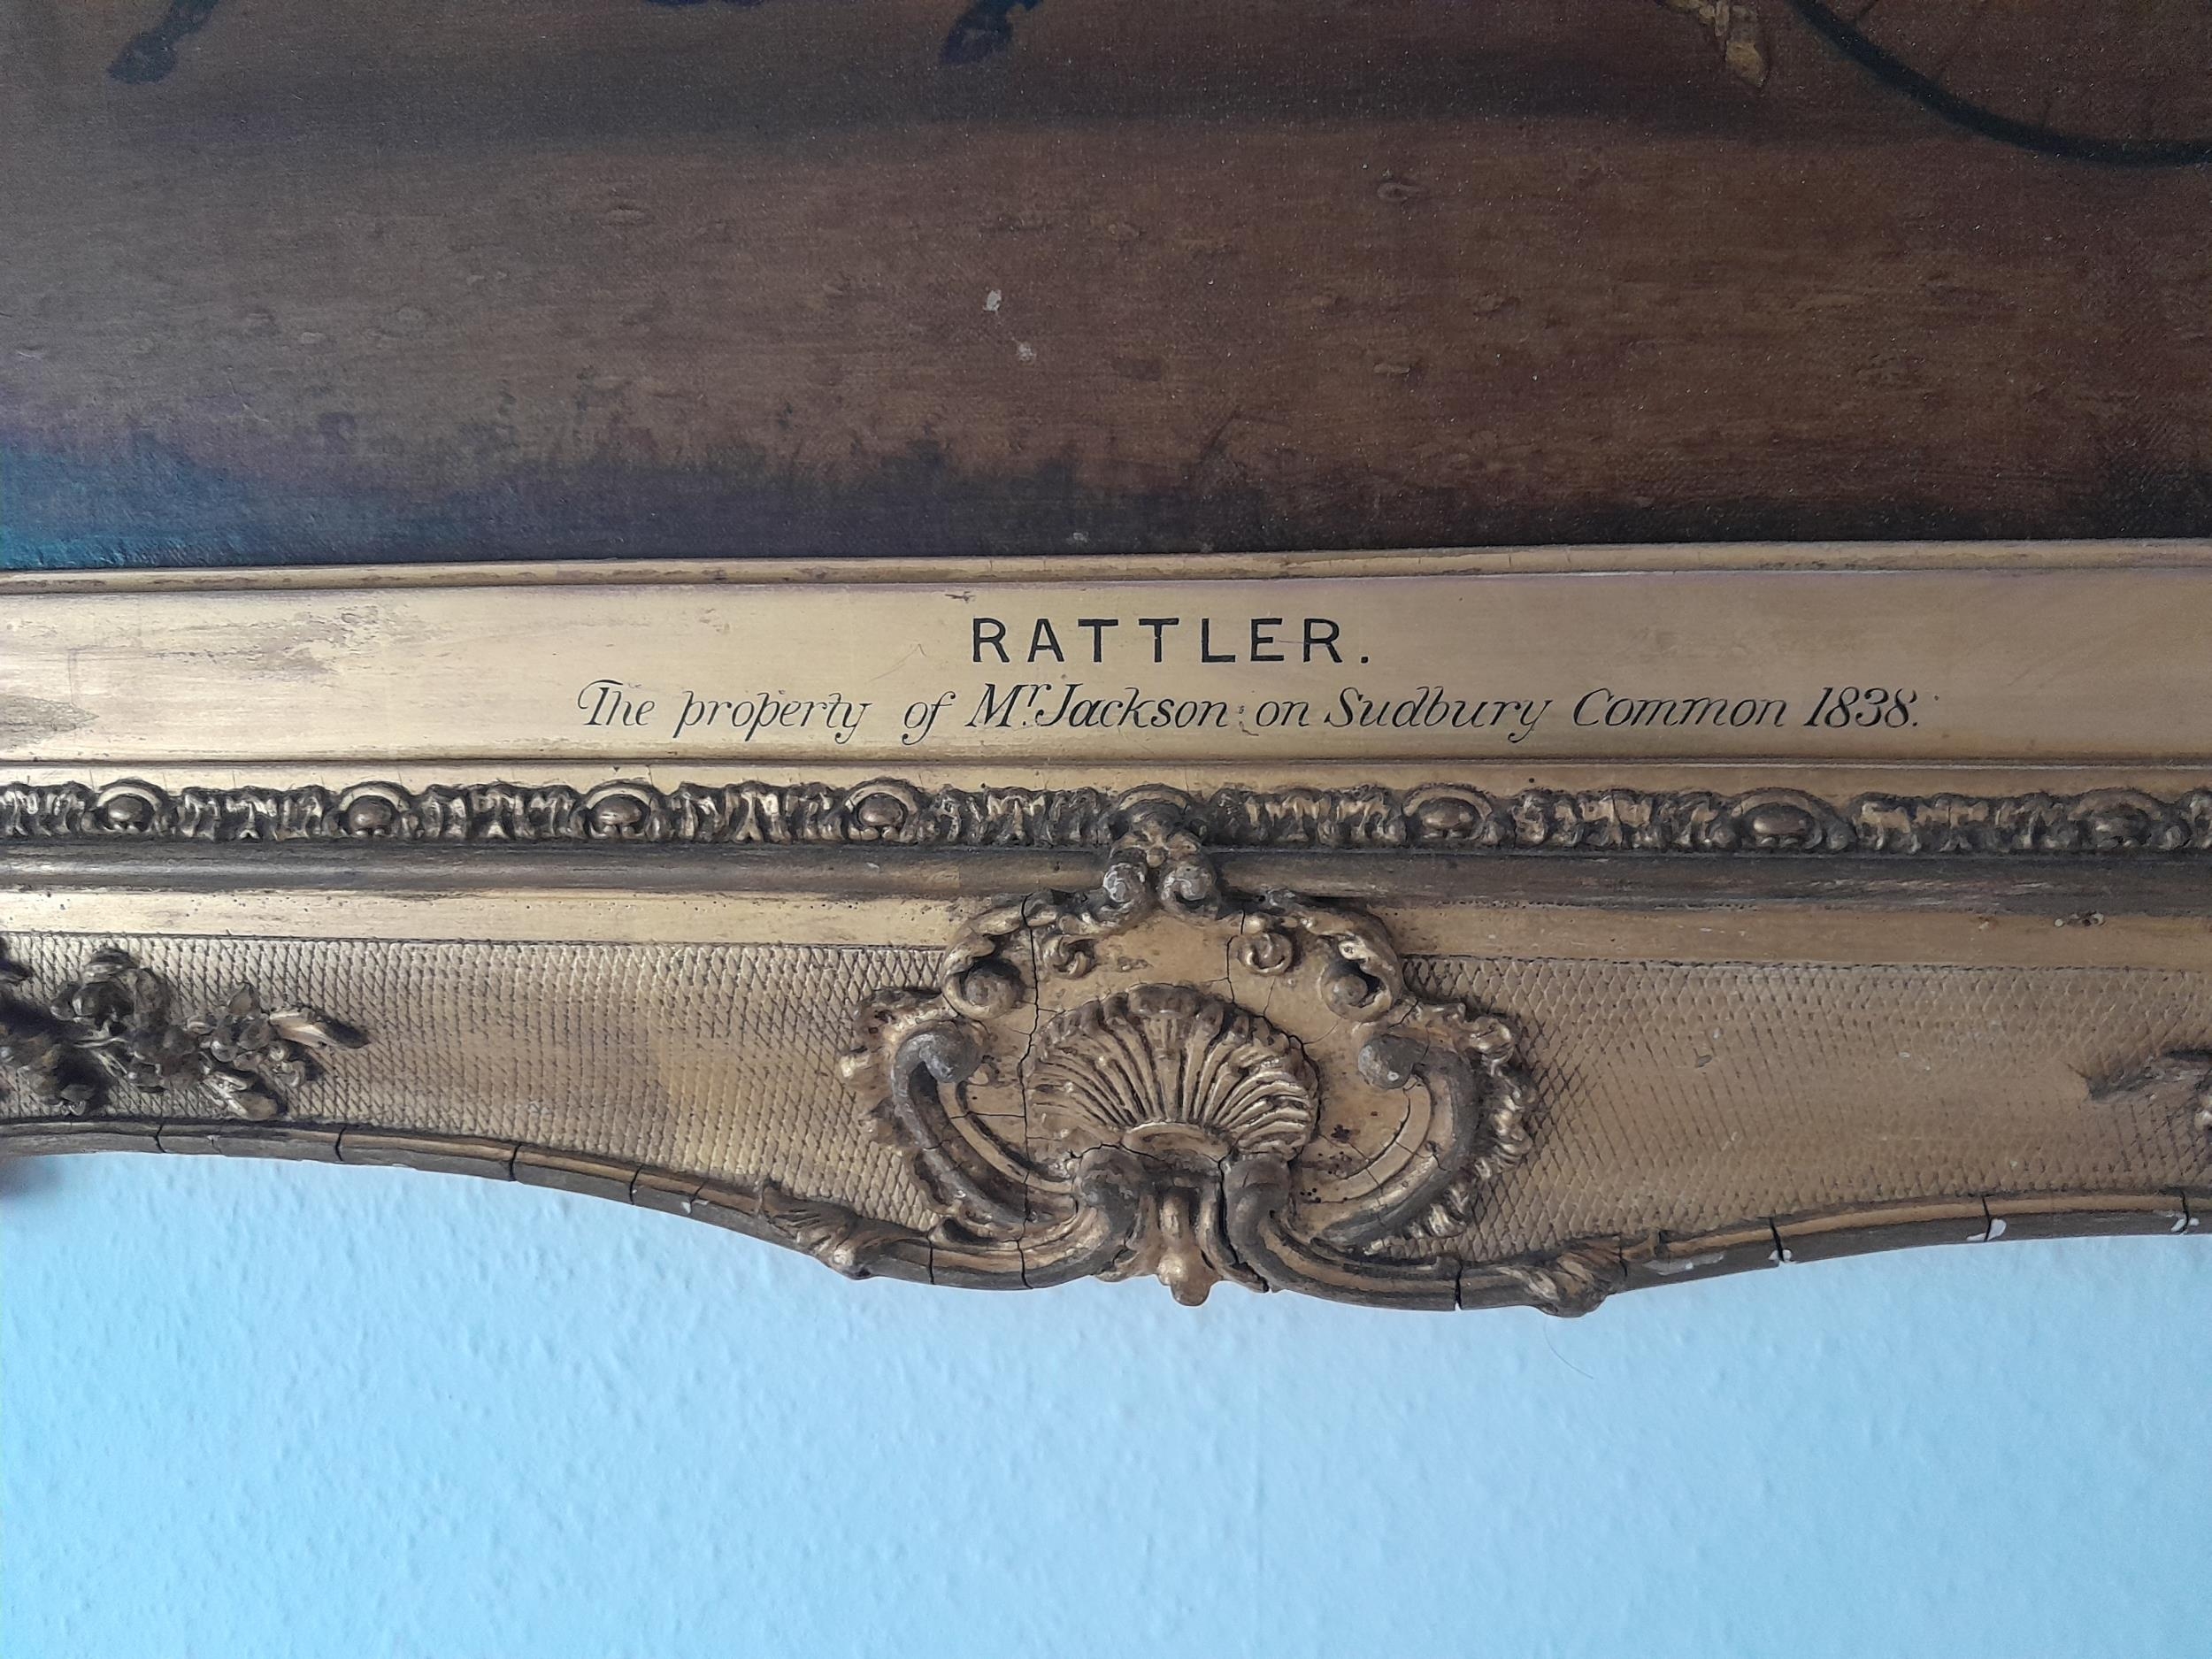 RATTLER.
The property of Mr. Jackson on Sudbury Common 1838.